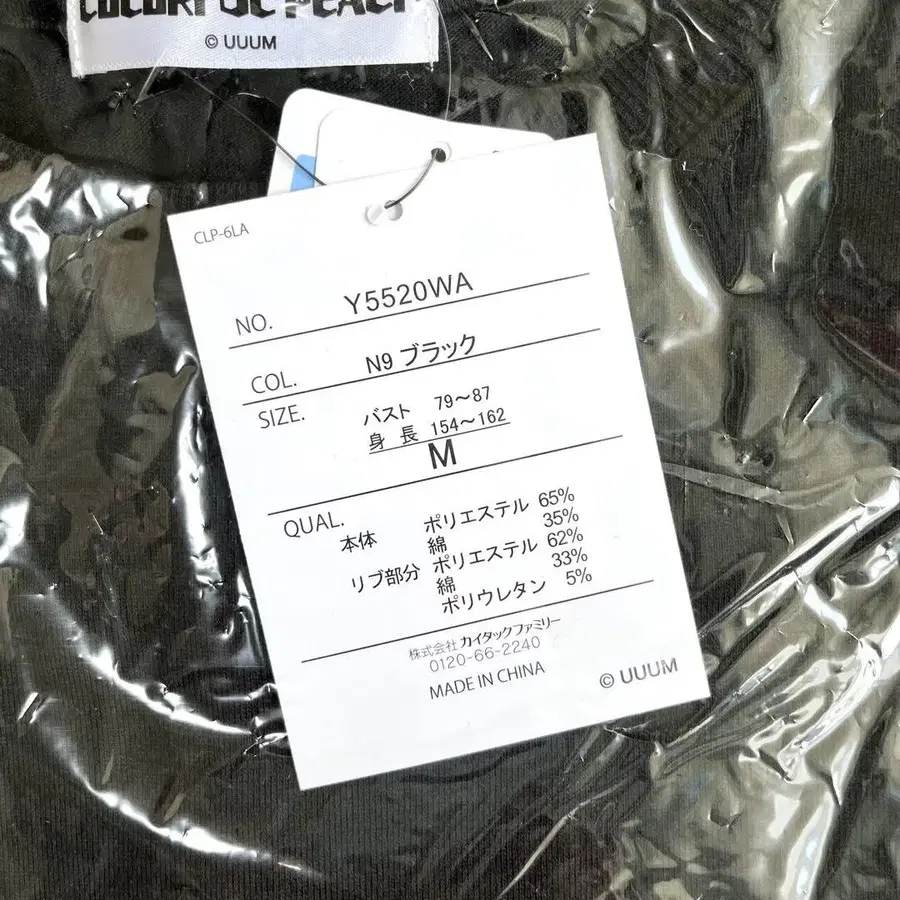 COLORFUL PEACH
© UUUM
CLP-6LA
NO. Y5520WA
COL. N9 ブラック
SIZE. バスト 79～87
身長 154～162
M
QUAL.
本体 ポリエステル 65%
綿 35%
リブ部分 ポリエステル 62%
綿 33%
ポリウレタン 5%
株式会社 カイタックファミリー
0120-66-2240
MADE IN CHINA
© UUUM